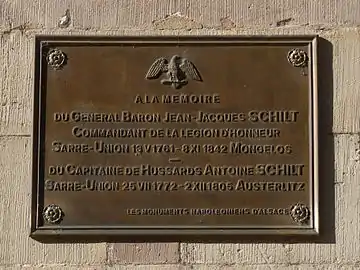 A LA MEMOIRE
DU GENERAL BARON JEAN-JACQUES SCHILT
COMMANDANT DE LA LEGION D'HONNEUR
SARRE-UNION 19 V 1761 - 8 XI 1842 MONGELOS
—
DU CAPITAINE DE HUSSARDS ANTOINE SCHILT
SARRE-UNION 25 VII 1772 - 2 XII 1805 AUSTERLITZ
LES MONUMENTS NAPOLEONIENS D'ALSACE